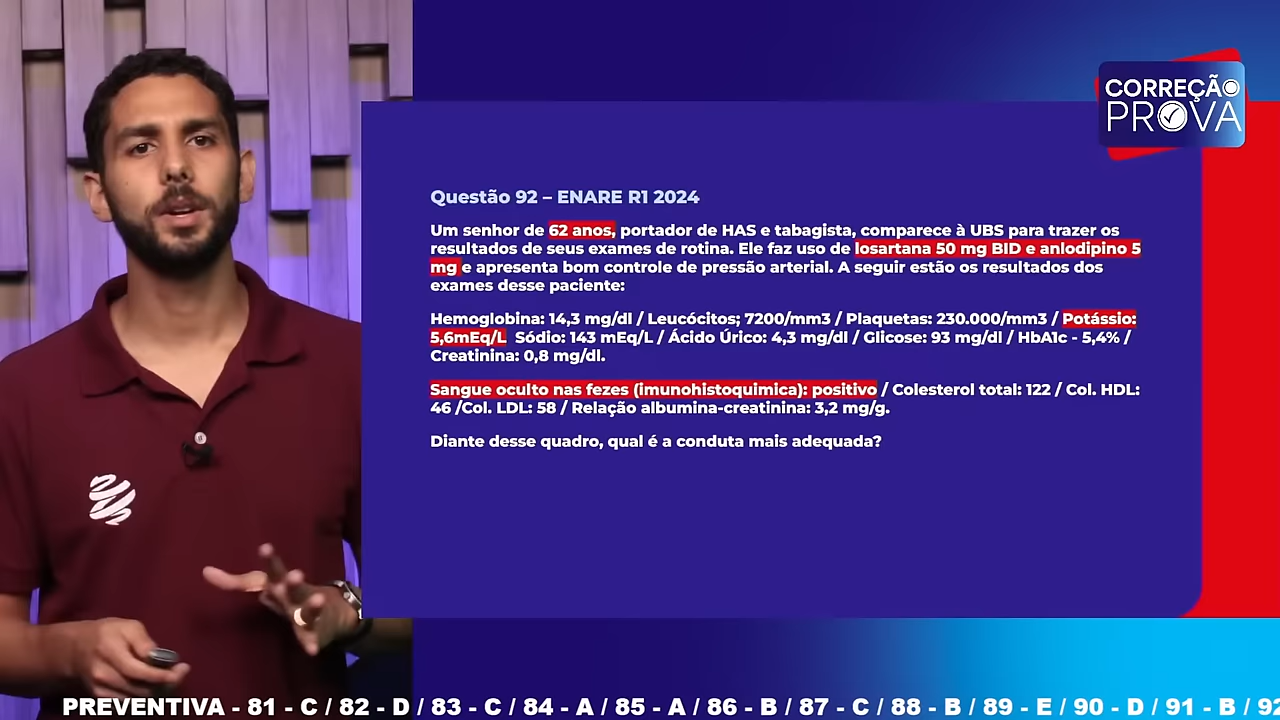 CORREÇÃO
PROVA
Questão 92 – ENARE R1 2024
Um senhor de 62 anos, portador de HAS e tabagista, comparece à UBS para trazer os
resultados de seus exames de rotina. Ele faz uso de losartana 50 mg BID e anlodipino 5
mg e apresenta bom controle de pressão arterial. A seguir estão os resultados dos
exames desse paciente:
Hemoglobina: 14,3 mg/dl / Leucócitos; 7200/mm3 / Plaquetas: 230.000/mm3 / Potássio:
5,6mEq/L Sódio: 143 mEq/L / Ácido Úrico: 4,3 mg/dl / Glicose: 93 mg/dl / HbA1c - 5,4% /
Creatinina: 0,8 mg/dl.
Sangue oculto nas fezes (imunohistoquimica): positivo / Colesterol total: 122 / Col. HDL:
46 /Col. LDL: 58 / Relação albumina-creatinina: 3,2 mg/g.
Diante desse quadro, qual é a conduta mais adequada?
PREVENTIVA - 81 - C / 82 - D / 83 - C / 84 - A / 85 - A / 86 - B / 87 - C / 88 - B / 89 - E / 90 - D / 91 - B / 92